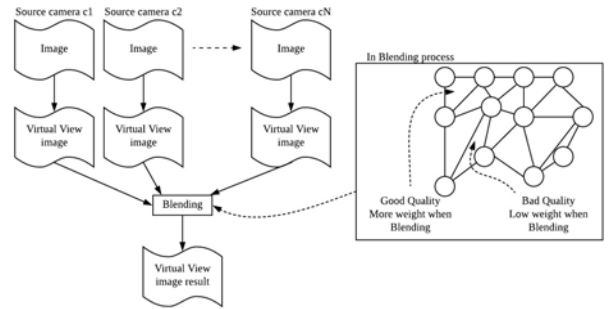 Source camera c1
Source camera c2
Source camera cN
Image
Image
Image
In Blending process
Virtual View
image
Virtual View
image
Virtual View
image
Good Quality
More weight when
Blending
Bad Quality
Low weight when
Blending
Blending
Virtual View
image result